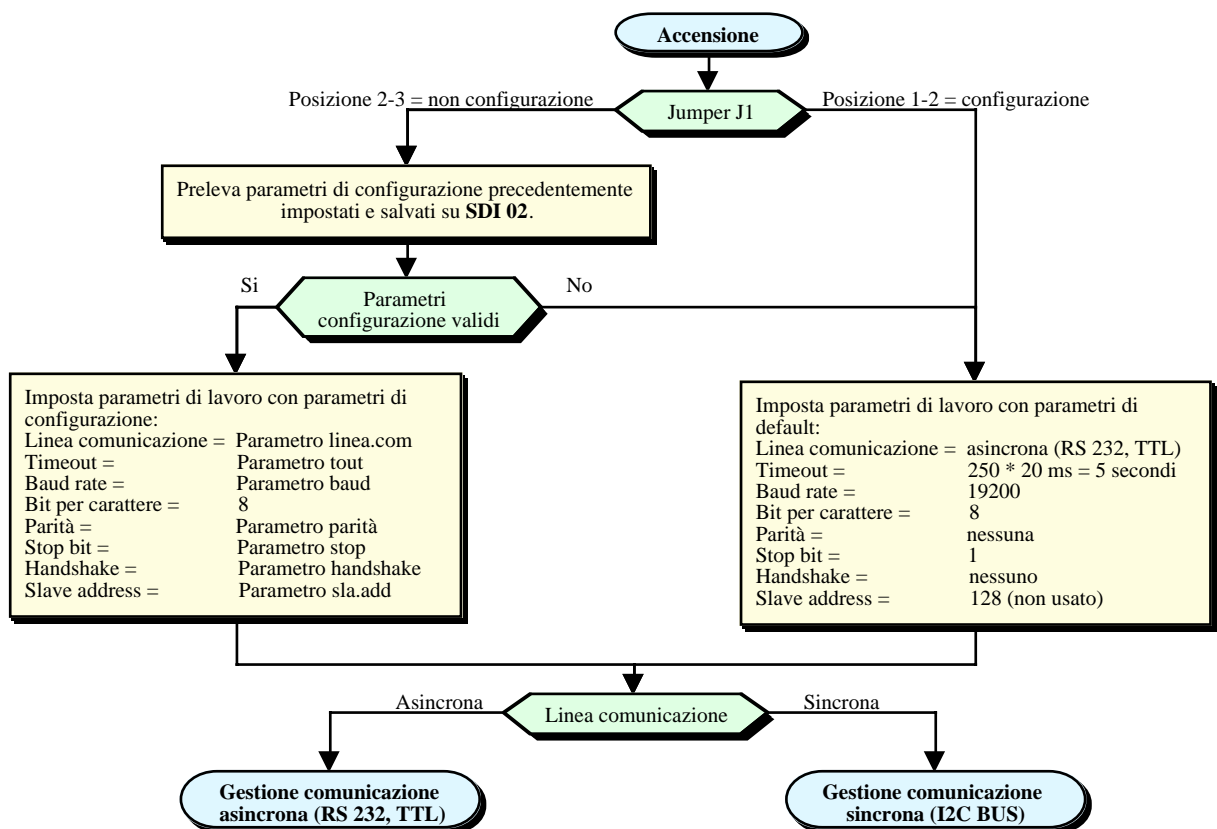 Accensione
Posizione 2-3 = non configurazione
Jumper J1
Posizione 1-2 = configurazione
Preleva parametri di configurazione precedentemente
impostati e salvati su SDI 02.
Si
Parametri
configurazione validi
No
Imposta parametri di lavoro con parametri di
configurazione:
Linea comunicazione = Parametro linea.com
Timeout = Parametro tout
Baud rate = Parametro baud
Bit per carattere = 8
Parità = Parametro parità
Stop bit = Parametro stop
Handshake = Parametro handshake
Slave address = Parametro sla.add
Imposta parametri di lavoro con parametri di
default:
Linea comunicazione = asincrona (RS 232, TTL)
Timeout = 250 * 20 ms = 5 secondi
Baud rate = 19200
Bit per carattere = 8
Parità = nessuna
Stop bit = 1
Handshake = nessuno
Slave address = 128 (non usato)
Asincrona
Linea comunicazione
Sincrona
Gestione comunicazione
asincrona (RS 232, TTL)
Gestione comunicazione
sincrona (I2C BUS)